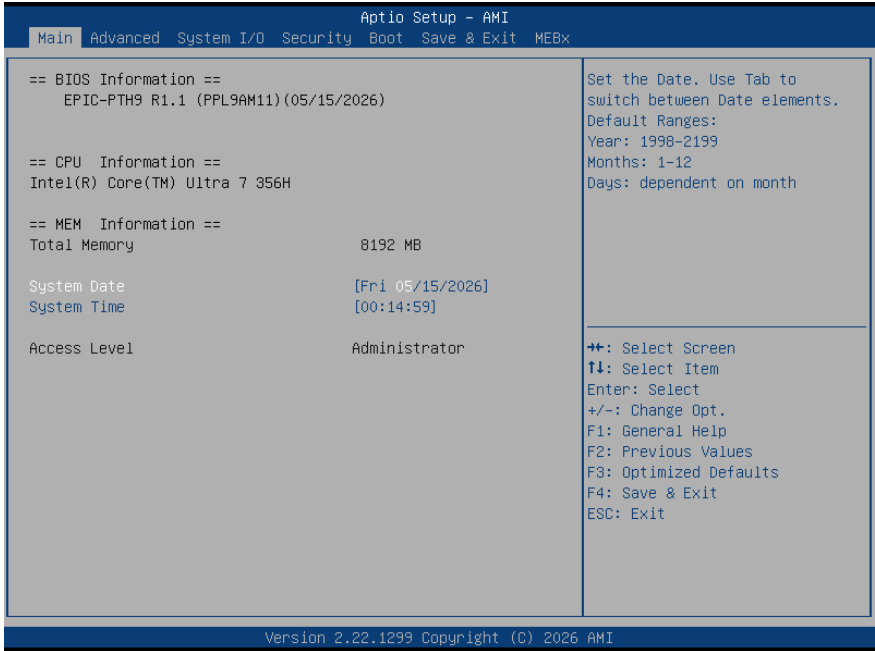 Aptio Setup – AMI
Main Advanced System I/O Security Boot Save & Exit MEBx
== BIOS Information ==
EPIC-PTH9 R1.1 (PPL9AM11)(05/15/2026)
== CPU Information ==
Intel(R) Core(TM) Ultra 7 356H
== MEM Information ==
Total Memory 8192 MB
System Date [Fri 05/15/2026]
System Time [00:14:59]
Access Level Administrator
Set the Date. Use Tab to
switch between Date elements.
Default Ranges:
Year: 1998-2199
Months: 1-12
Days: dependent on month
→←: Select Screen
↑↓: Select Item
Enter: Select
+/-: Change Opt.
F1: General Help
F2: Previous Values
F3: Optimized Defaults
F4: Save & Exit
ESC: Exit
Version 2.22.1299 Copyright (C) 2026 AMI